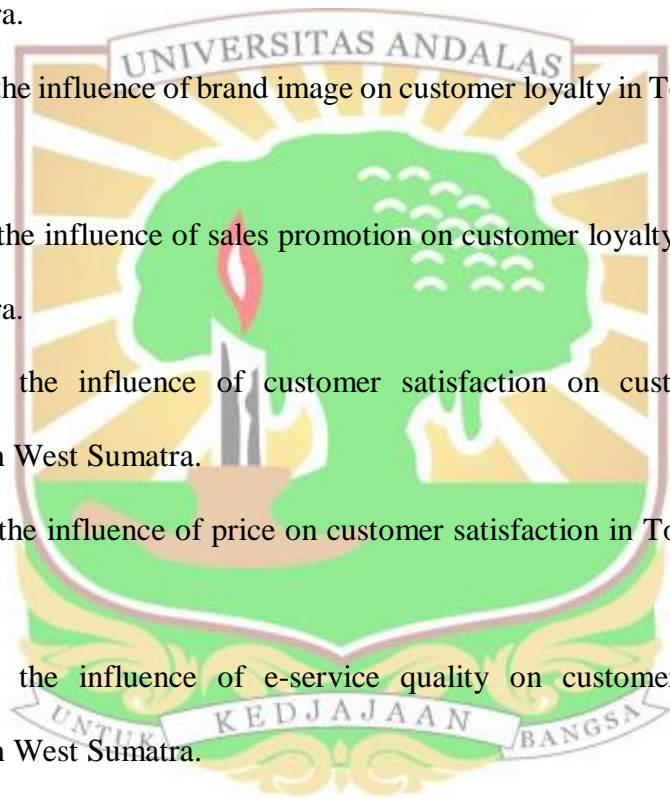 ra.
UNIVERSITAS ANDALAS
the influence of brand image on customer loyalty in To
the influence of sales promotion on customer loyalty
ra.
the influence of customer satisfaction on cust
n West Sumatra.
the influence of price on customer satisfaction in To
the influence of e-service quality on customer
UNTUK KEDJAJAAN BANGSA
n West Sumatra.